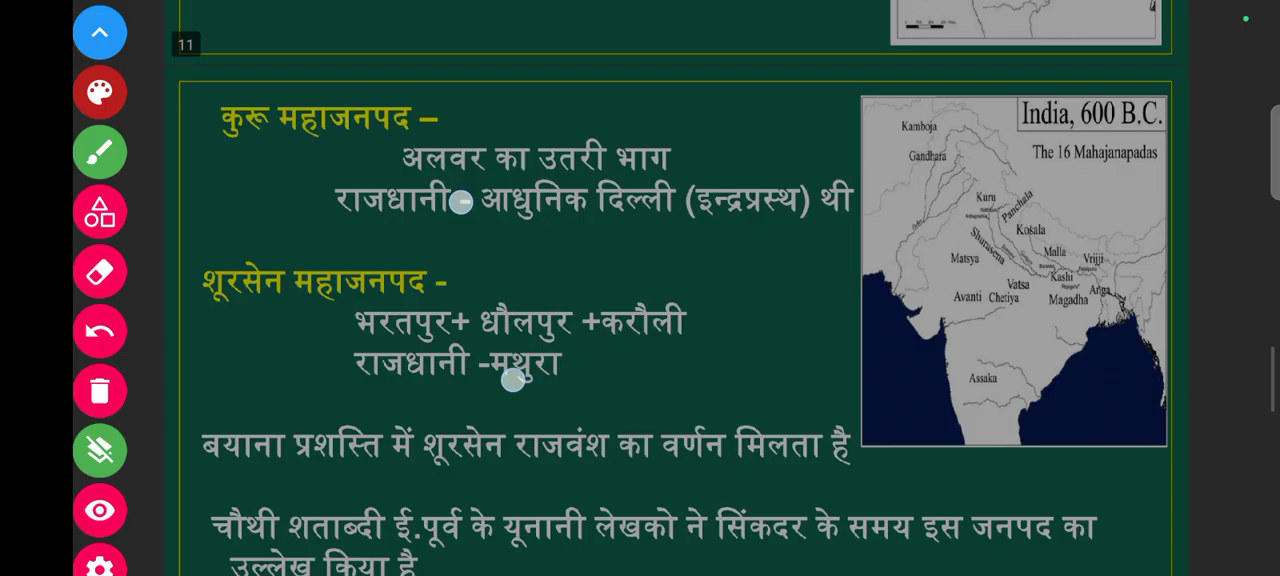 11
कुरू महाजनपद –
अलवर का उतरी भाग
राजधानी - आधुनिक दिल्ली (इन्द्रप्रस्थ) थी
शूरसेन महाजनपद -
भरतपुर+ धौलपुर +करौली
राजधानी -मथुरा
बयाना प्रशस्ति में शूरसेन राजवंश का वर्णन मिलता है
चौथी शताब्दी ई.पूर्व के यूनानी लेखको ने सिंकदर के समय इस जनपद का
उल्लेख किया है
India, 600 B.C.
The 16 Mahajanapadas
Kamboja
Gandhara
Kuru
Panchala
Kosala
Shurasena
Malla
Vrijji
Matsya
Kashi
Vatsa
Anga
Avanti
Chetiya
Magadha
Assaka